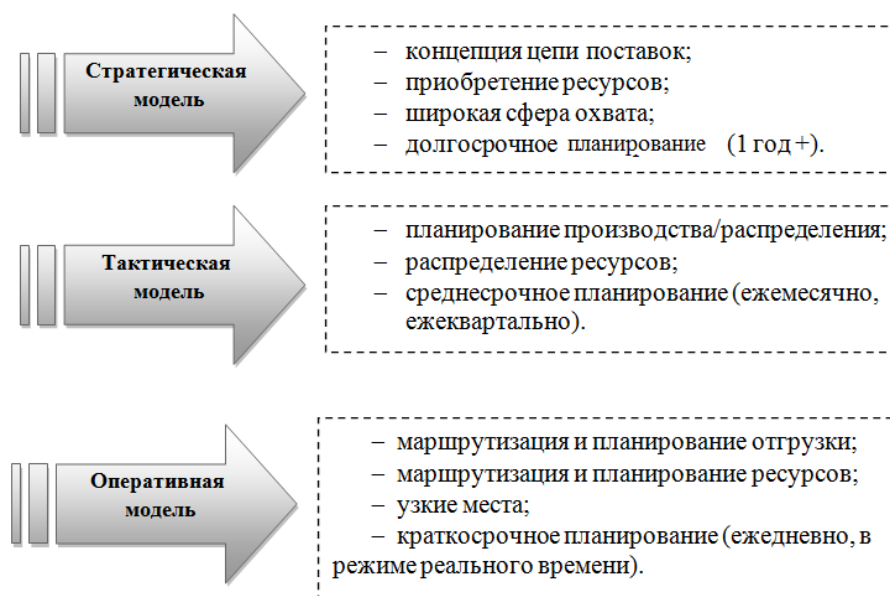 Стратегическая
модель
– концепция цепи поставок;
– приобретение ресурсов;
– широкая сфера охвата;
– долгосрочное планирование (1 год +).
Тактическая
модель
– планирование производства/распределения;
– распределение ресурсов;
– среднесрочное планирование (ежемесячно,
ежеквартально).
Оперативная
модель
– маршрутизация и планирование отгрузки;
– маршрутизация и планирование ресурсов;
– узкие места;
– краткосрочное планирование (ежедневно, в
режиме реального времени).